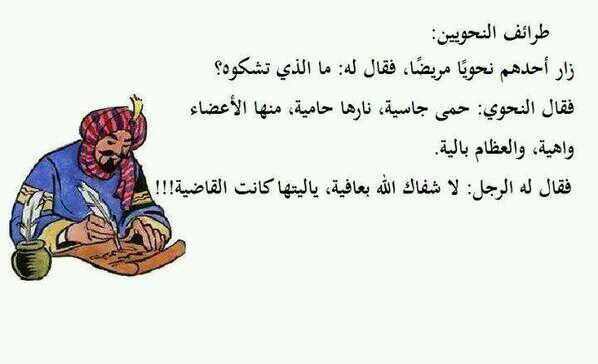 طرائف النحويين:
زار أحدهم نحويًا مريضًا، فقال له: ما الذي تشكوه؟
فقال النحوي: حمى جاسية، نارها حامية، منها الأعضاء
واهية، والعظام بالية.
فقال له الرجل: لا شفاك الله بعافية، ياليتها كانت القاضية!!!